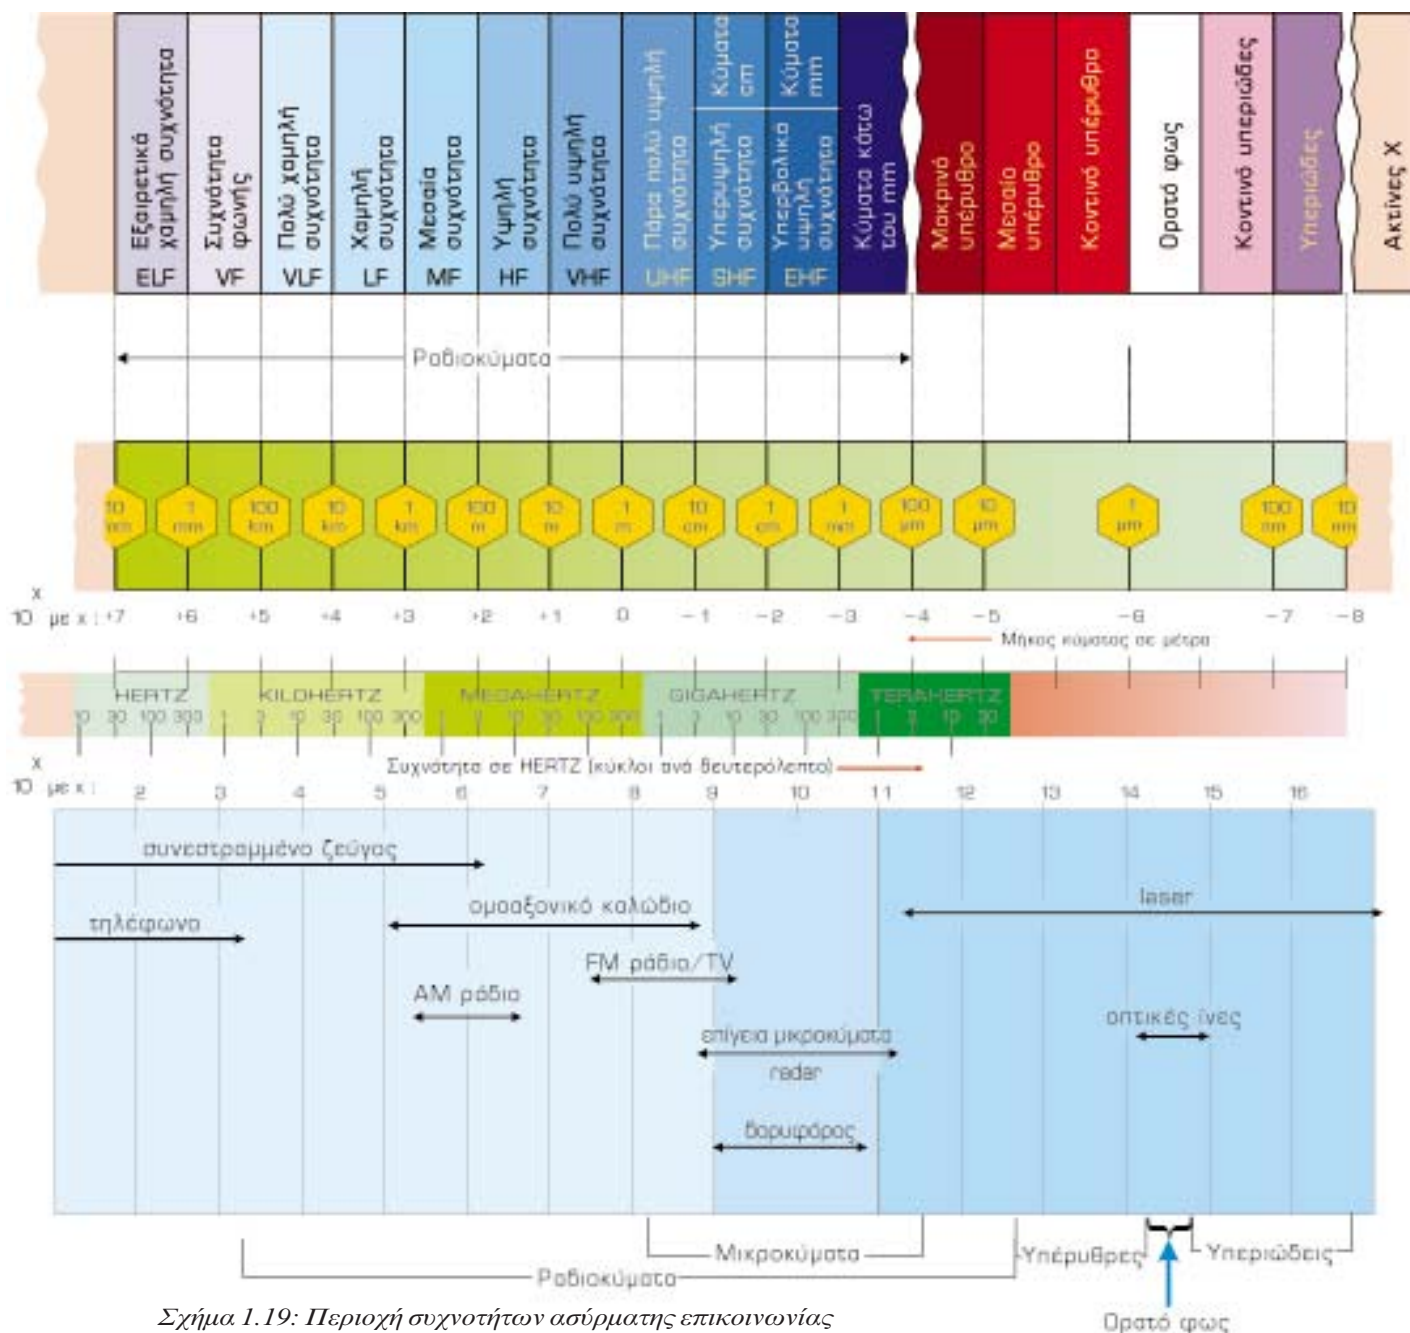 Εξαιρετικά
χαμηλή συχνότητα
ELF
Συχνότητα
φωνής
VF
Πολύ χαμηλή
συχνότητα
VLF
Χαμηλή
συχνότητα
LF
Μεσαία
συχνότητα
MF
Υψηλή
συχνότητα
HF
Πολύ υψηλή
συχνότητα
VHF
Πάρα πολύ υψηλή
συχνότητα
UHF
Κύματα
cm
Υπερυψηλή
συχνότητα
SHF
Κύματα
mm
Υπερβολικά
υψηλή
συχνότητα
EHF
Κύματα κάτω
του mm
Μακρινό
υπέρυθρο
Μεσαίο
υπέρυθρο
Κοντινό υπέρυθρο
Ορατό φως
Κοντινό υπεριώδες
Υπεριώδες
Ακτίνες Χ
Ραδιοκύματα
10
1
mm
100
km
10
km
1
km
100
m
10
m
1
m
10
cm
1
cm
1
mm
100
μm
10
μm
1
μm
100
nm
10
nm
x
10 με x : +7 +6 +5 +4 +3 +2 +1 0 -1 -2 -3 -4 -5 -6 -7 -8
Μήκος κύματος σε μέτρα
HERTZ KILOHERTZ MEGAHERTZ GIGAHERTZ TERAHERTZ
10 30 100 300 1 3 10 30 100 300 1 3 10 30 100 300 1 3 10 30 100 300 1 3 10 30
Συχνότητα σε HERTZ (κύκλοι ανά δευτερόλεπτο)
x
10 με x : 2 3 4 5 6 7 8 9 10 11 12 13 14 15 16
συνεστραμμένο ζεύγος
ομοαξονικό καλώδιο
laser
τηλέφωνο
FM ράδιο/TV
AM ράδιο
οπτικές ίνες
επίγεια μικροκύματα
radar
δορυφόρος
Μικροκύματα
Υπέρυθρες
Υπεριώδεις
Ραδιοκύματα
Ορατό φως
Σχήμα 1.19: Περιοχή συχνοτήτων ασύρματης επικοινωνίας